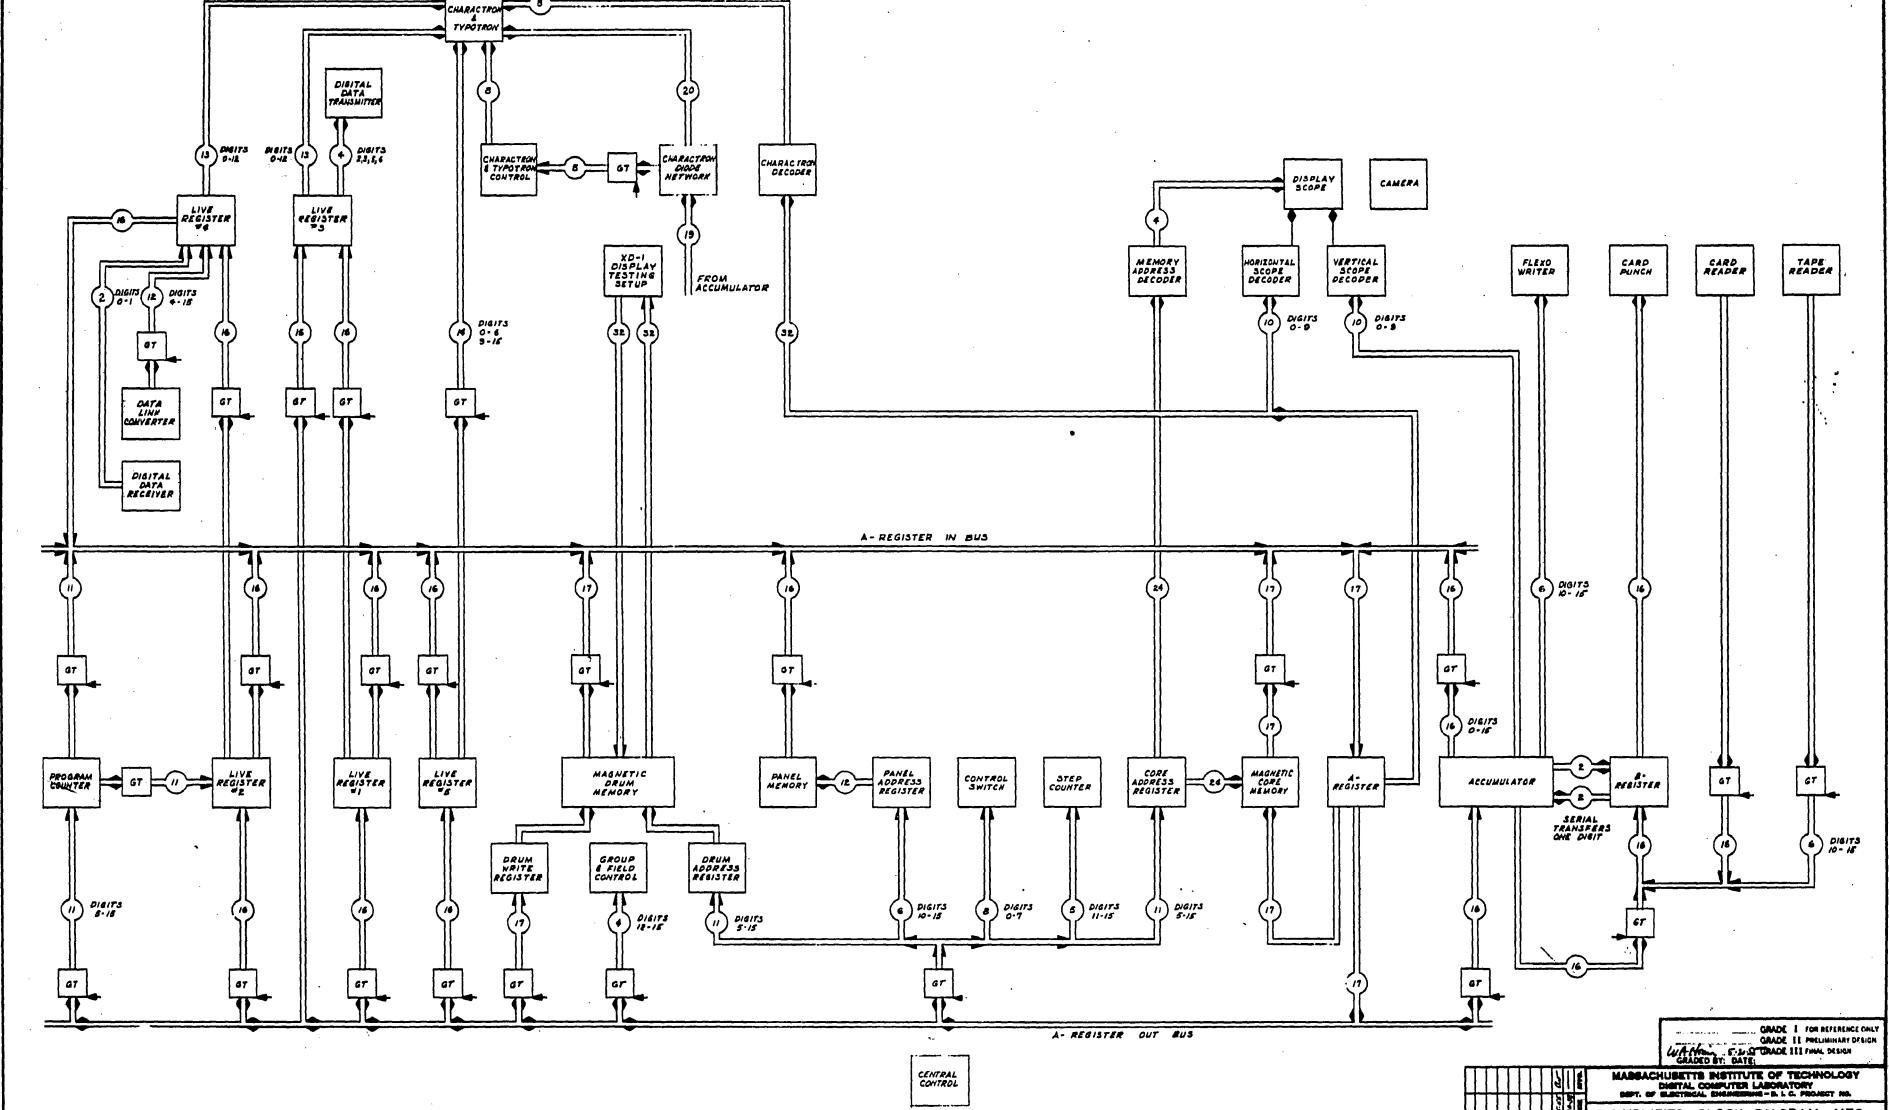 8
CHARACTRON
&
TYPOTRON
DIGITAL
DATA
TRANSMITTER
8
20
13
DIGITS
0-12
DIGITS
0-12
13
4
DIGITS
2,3,5,6
CHARACTRON
& TYPOTRON
CONTROL
8
GT
CHARACTRON
DIODE
NETWORK
CHARACTRON
DECODER
DISPLAY
SCOPE
CAMERA
16
LIVE
REGISTER
#4
LIVE
REGISTER
#3
19
4
XD-1
DISPLAY
TESTING
SETUP
FROM
ACCUMULATOR
MEMORY
ADDRESS
DECODER
HORIZONTAL
SCOPE
DECODER
VERTICAL
SCOPE
DECODER
FLEXO
WRITER
CARD
PUNCH
CARD
READER
TAPE
READER
2
DIGITS
0-1
12
DIGITS
4-15
16
16
16
14
DIGITS
0-6
9-15
32
32
32
10
DIGITS
0-9
10
DIGITS
0-9
GT
DATA
LINK
CONVERTER
GT
GT
GT
GT
DIGITAL
DATA
RECEIVER
A-REGISTER IN BUS
11
16
16
16
17
16
24
17
17
16
6
DIGITS
10-15
16
GT
GT
GT
GT
GT
GT
GT
GT
17
16
DIGITS
0-15
PROGRAM
COUNTER
GT
11
LIVE
REGISTER
#2
LIVE
REGISTER
#1
LIVE
REGISTER
#5
MAGNETIC
DRUM
MEMORY
PANEL
MEMORY
12
PANEL
ADDRESS
REGISTER
CONTROL
SWITCH
STEP
COUNTER
CORE
ADDRESS
REGISTER
24
MAGNETIC
CORE
MEMORY
A-
REGISTER
ACCUMULATOR
2
2
B-
REGISTER
SERIAL
TRANSFERS
ONE DIGIT
GT
GT
DRUM
WRITE
REGISTER
GROUP
& FIELD
CONTROL
DRUM
ADDRESS
REGISTER
16
16
6
DIGITS
10-15
11
DIGITS
5-15
16
16
16
17
4
DIGITS
12-15
11
DIGITS
5-15
6
DIGITS
10-15
8
DIGITS
0-7
5
DIGITS
11-15
11
DIGITS
5-15
17
16
GT
16
GT
GT
GT
GT
GT
GT
GT
17
GT
A-REGISTER OUT BUS
CENTRAL
CONTROL
GRADE I FOR REFERENCE ONLY
GRADE II PRELIMINARY DESIGN
GRADE III FINAL DESIGN
GRADED BY: DATE:
MASSACHUSETTS INSTITUTE OF TECHNOLOGY
DIGITAL COMPUTER LABORATORY
DEPT. OF ELECTRICAL ENGINEERING - D. I. C. PROJECT NO.